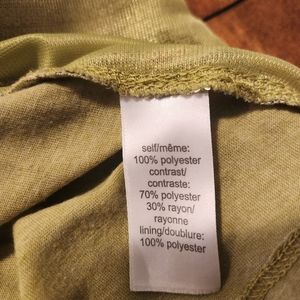 self/même:
100% polyester
contrast/
contraste:
70% polyester
30% rayon/
rayonne
lining/doublure:
100% polyester